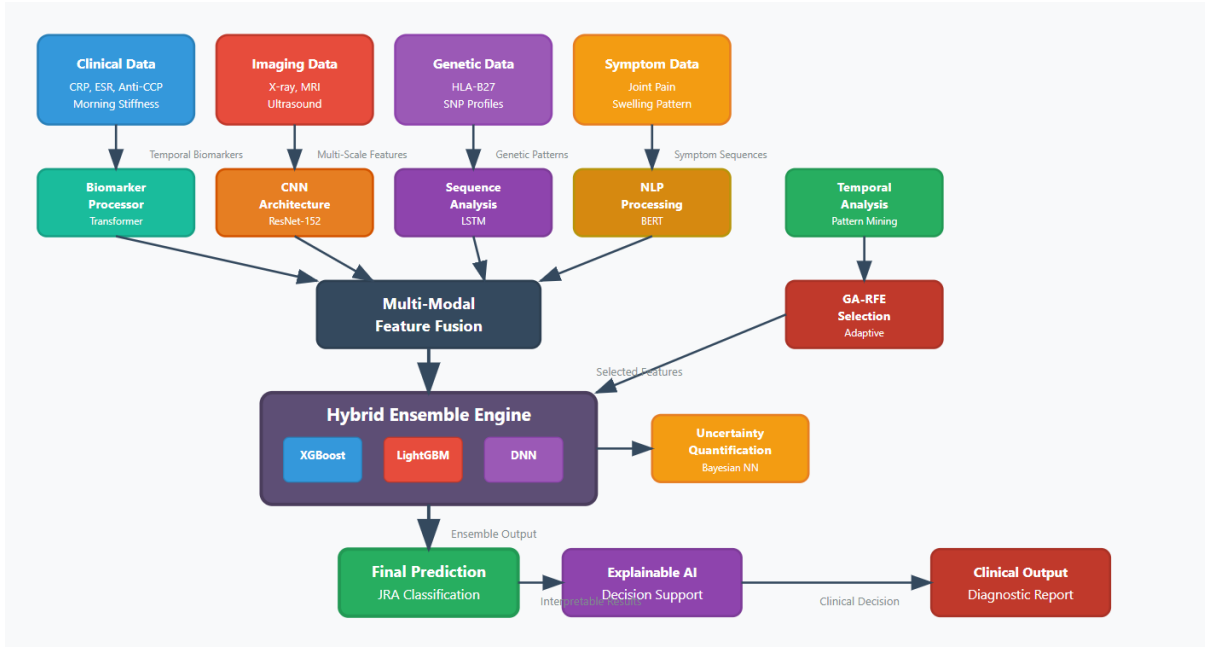 Clinical Data
CRP, ESR, Anti-CCP
Morning Stiffness
Imaging Data
X-ray, MRI
Ultrasound
Genetic Data
HLA-B27
SNP Profiles
Symptom Data
Joint Pain
Swelling Pattern
Temporal Biomarkers
Multi-Scale Features
Genetic Patterns
Symptom Sequences
Biomarker
Processor
Transformer
CNN
Architecture
ResNet-152
Sequence
Analysis
LSTM
NLP
Processing
BERT
Temporal
Analysis
Pattern Mining
Multi-Modal
Feature Fusion
GA-RFE
Selection
Adaptive
Selected Features
Hybrid Ensemble Engine
XGBoost
LightGBM
DNN
Uncertainty
Quantification
Bayesian NN
Ensemble Output
Final Prediction
JRA Classification
Interpretable Results
Explainable AI
Decision Support
Clinical Decision
Clinical Output
Diagnostic Report